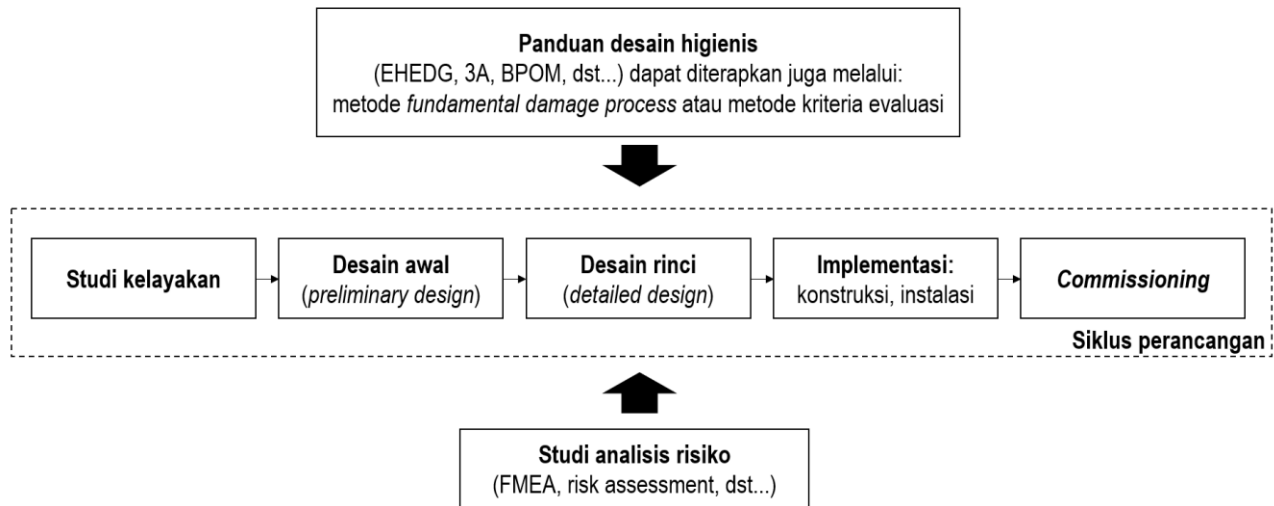 Panduan desain higienis
(EHEDG, 3A, BPOM, dst...) dapat diterapkan juga melalui:
metode fundamental damage process atau metode kriteria evaluasi
Studi kelayakan
Desain awal
(preliminary design)
Desain rinci
(detailed design)
Implementasi:
konstruksi, instalasi
Commissioning
Siklus perancangan
Studi analisis risiko
(FMEA, risk assessment, dst...)